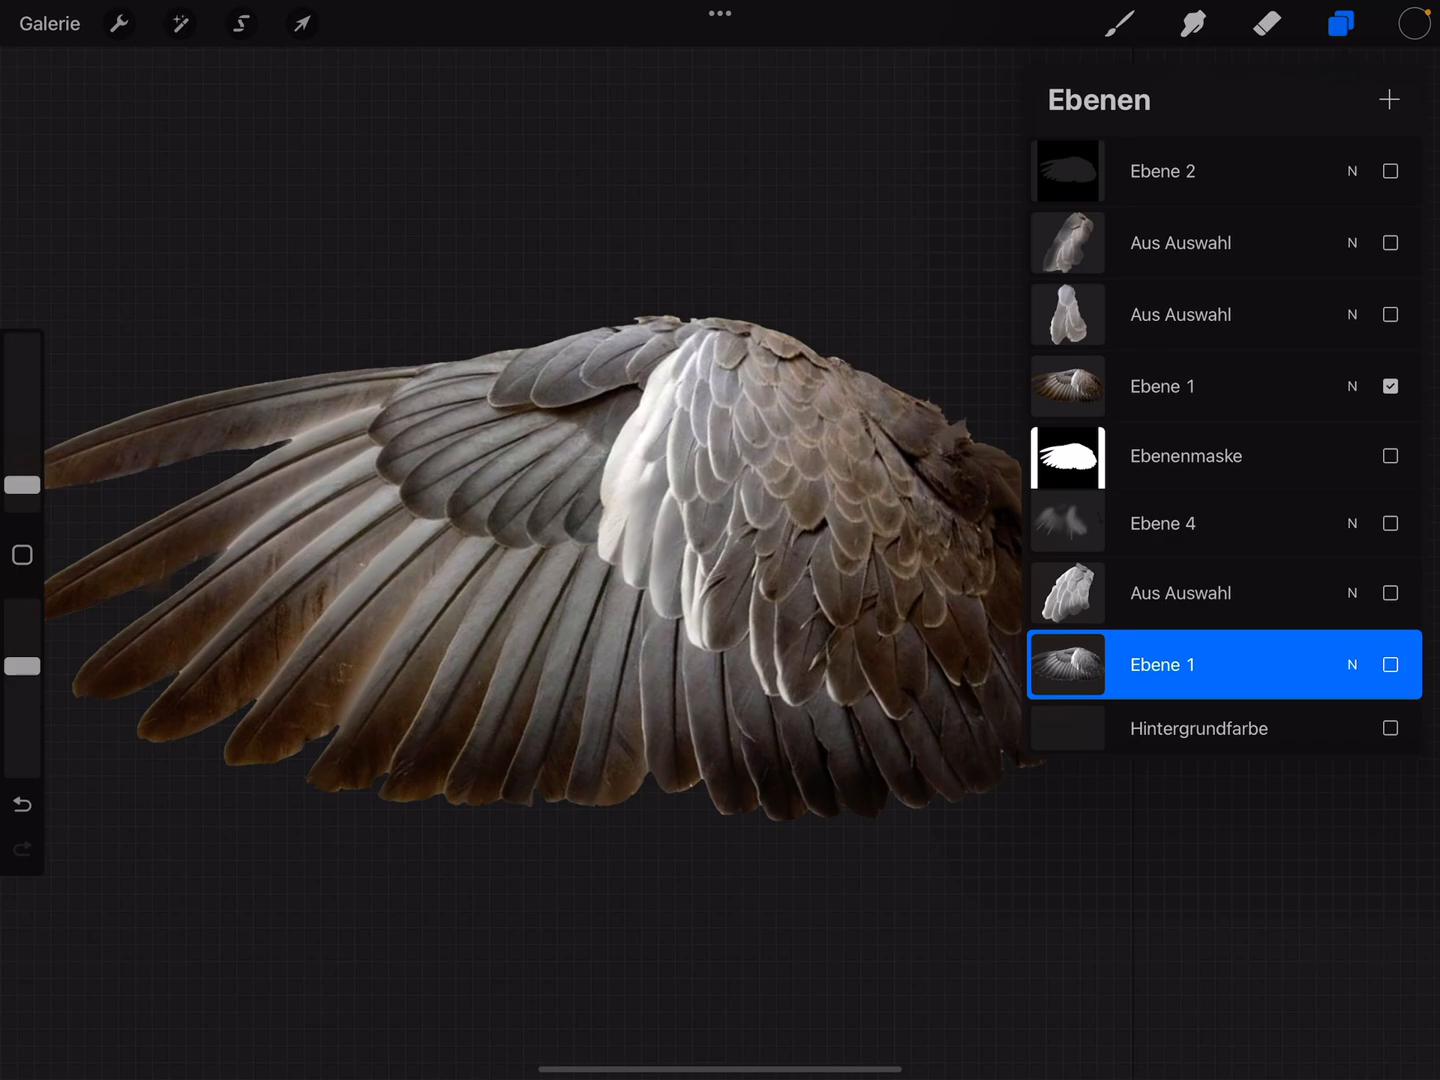 Galerie
Ebenen
Ebene 2 N
Aus Auswahl N
Aus Auswahl N
Ebene 1 N
Ebenenmaske
Ebene 4 N
Aus Auswahl N
Ebene 1 N
Hintergrundfarbe